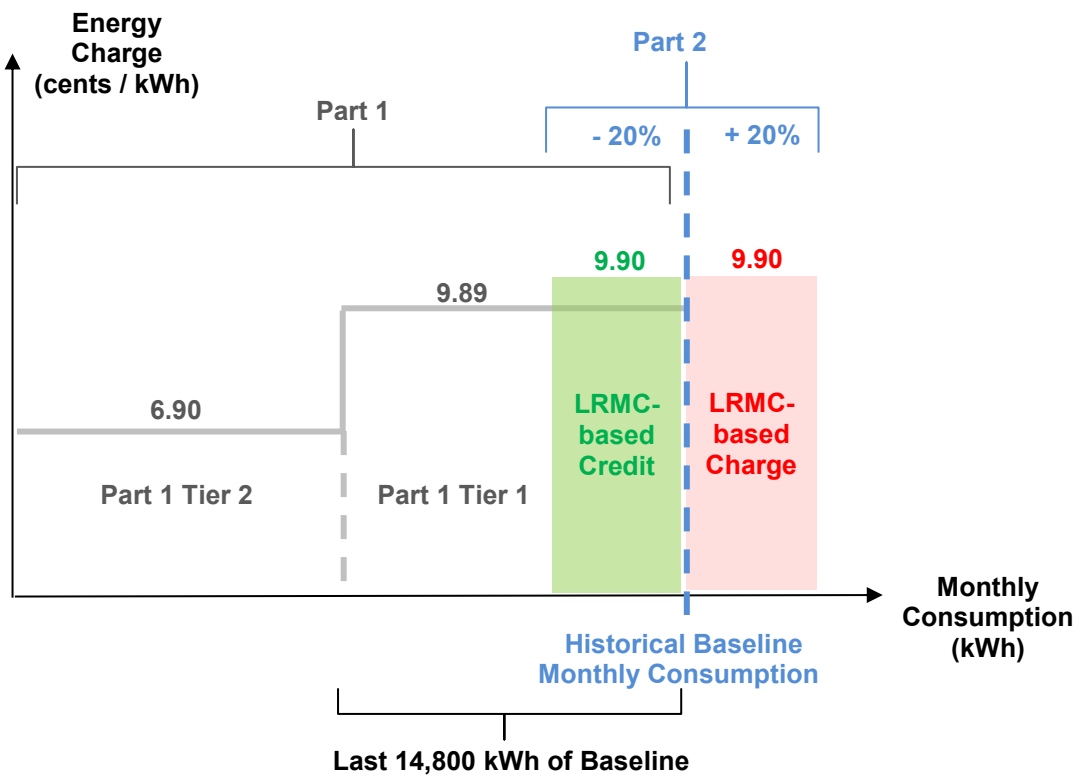 Energy
Charge
(cents / kWh)
Part 2
Part 1
- 20%
+ 20%
9.90
9.90
9.89
6.90
LRMC-
based
Credit
LRMC-
based
Charge
Part 1 Tier 2
Part 1 Tier 1
Monthly
Consumption
(kWh)
Historical Baseline
Monthly Consumption
Last 14,800 kWh of Baseline